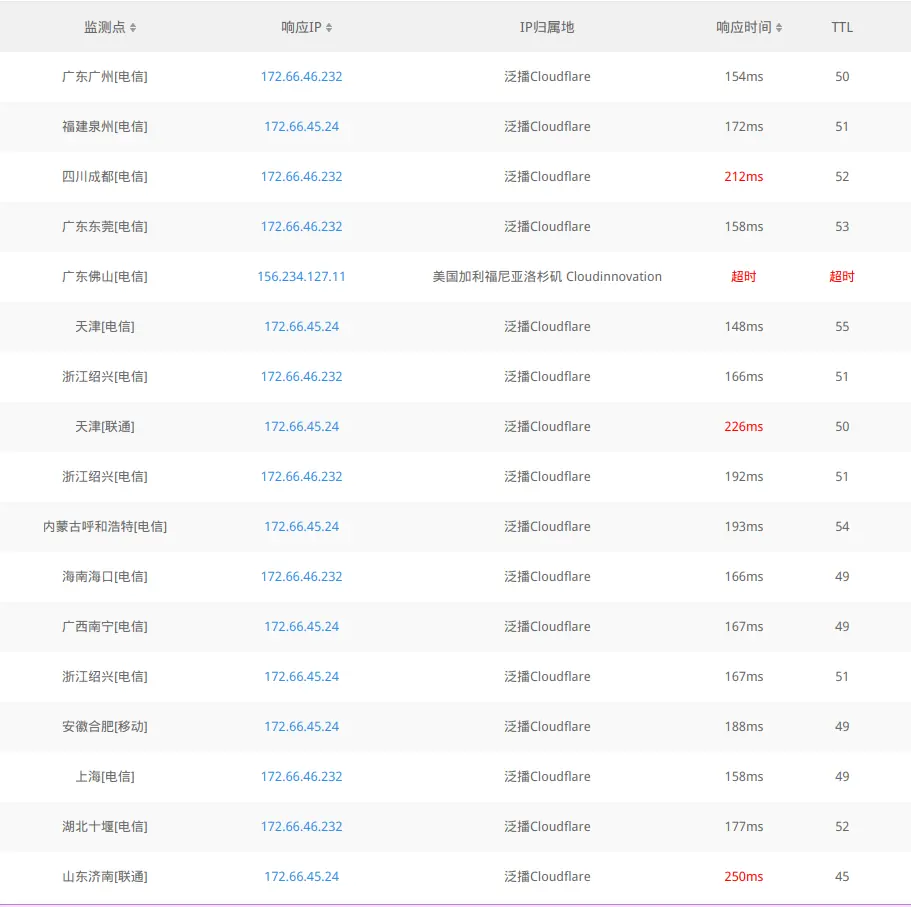 监测点 响应IP IP归属地 响应时间 TTL
广东广州[电信] 172.66.46.232 泛播Cloudflare 154ms 50
福建泉州[电信] 172.66.45.24 泛播Cloudflare 172ms 51
四川成都[电信] 172.66.46.232 泛播Cloudflare 212ms 52
广东东莞[电信] 172.66.46.232 泛播Cloudflare 158ms 53
广东佛山[电信] 156.234.127.11 美国加利福尼亚洛杉矶 Cloudinnovation 超时 超时
天津[电信] 172.66.45.24 泛播Cloudflare 148ms 55
浙江绍兴[电信] 172.66.46.232 泛播Cloudflare 166ms 51
天津[联通] 172.66.45.24 泛播Cloudflare 226ms 50
浙江绍兴[电信] 172.66.46.232 泛播Cloudflare 192ms 51
内蒙古呼和浩特[电信] 172.66.45.24 泛播Cloudflare 193ms 54
海南海口[电信] 172.66.46.232 泛播Cloudflare 166ms 49
广西南宁[电信] 172.66.45.24 泛播Cloudflare 167ms 49
浙江绍兴[电信] 172.66.45.24 泛播Cloudflare 167ms 51
安徽合肥[移动] 172.66.45.24 泛播Cloudflare 188ms 49
上海[电信] 172.66.46.232 泛播Cloudflare 158ms 49
湖北十堰[电信] 172.66.46.232 泛播Cloudflare 177ms 52
山东济南[联通] 172.66.45.24 泛播Cloudflare 250ms 45